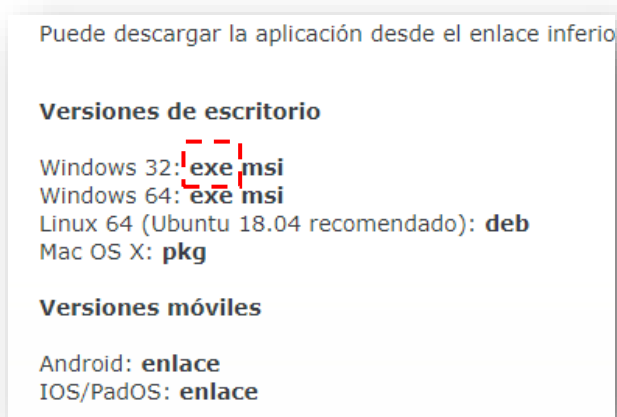 Puede descargar la aplicación desde el enlace inferio
Versiones de escritorio
Windows 32: exe msi
Windows 64: exe msi
Linux 64 (Ubuntu 18.04 recomendado): deb
Mac OS X: pkg
Versiones móviles
Android: enlace
IOS/PadOS: enlace